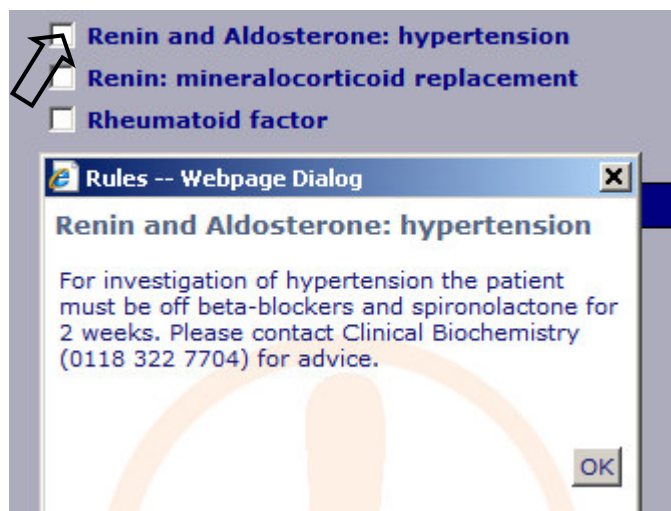 Renin and Aldosterone: hypertension
Renin: mineralocorticoid replacement
Rheumatoid factor
Rules -- Webpage Dialog
Renin and Aldosterone: hypertension
For investigation of hypertension the patient
must be off beta-blockers and spironolactone for
2 weeks. Please contact Clinical Biochemistry
(0118 322 7704) for advice.
OK